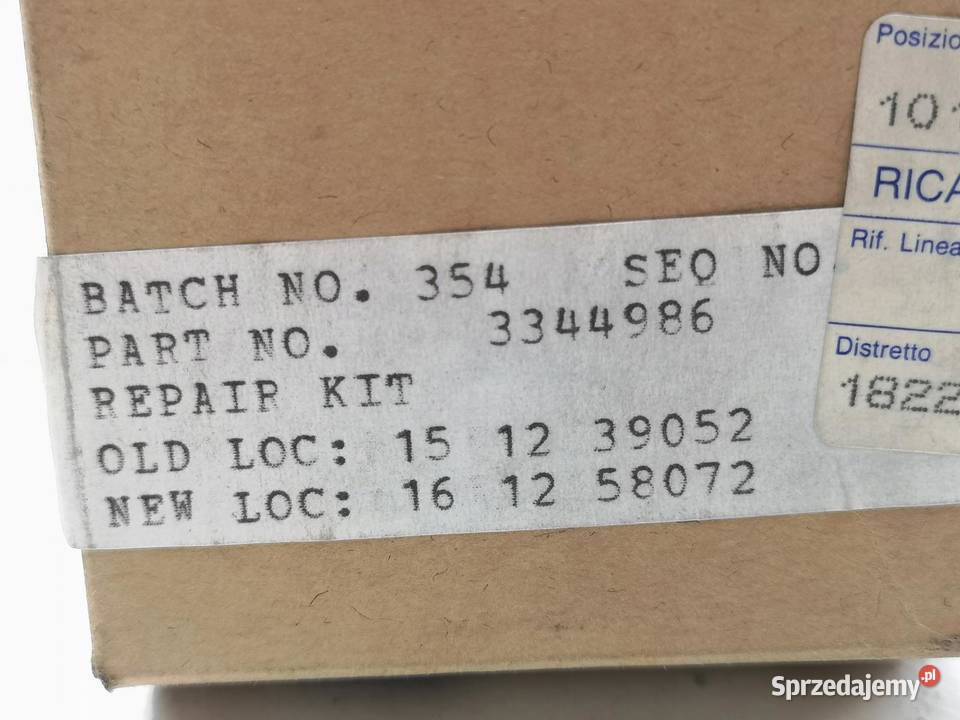 BATCH NO. 354 SEQ NO.
PART NO. 3344986
REPAIR KIT
OLD LOC: 15 12 39052
NEW LOC: 16 12 58072
Posizio
10
RICA
Rif. Linea
Distretto
1822
Sprzedajemy.pl